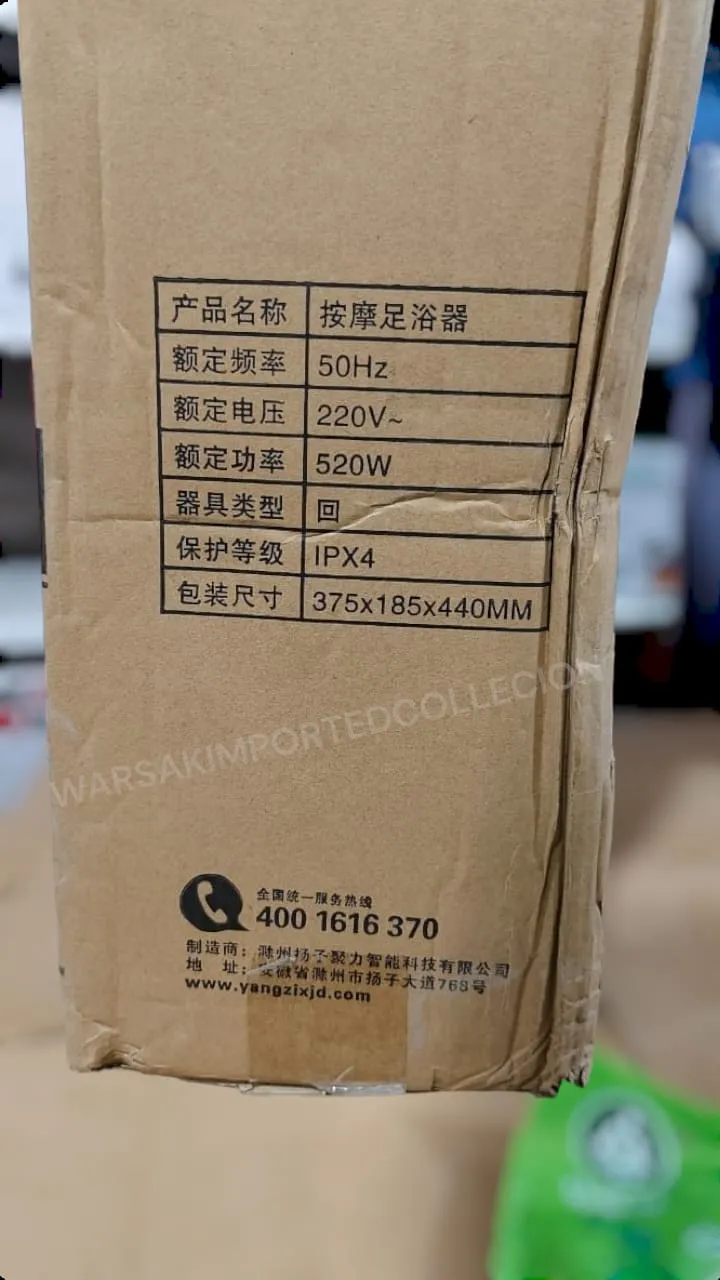 产品名称 按摩足浴器
额定频率 50Hz
额定电压 220V~
额定功率 520W
器具类型 回
保护等级 IPX4
包装尺寸 375x185x440MM
WARSAKIMPORTEDCOLLECION
全国统一服务热线
400 1616 370
制造商：滁州扬子聚力智能科技有限公司
地 址：安徽省滁州市扬子大道768号
www.yangzixjd.com